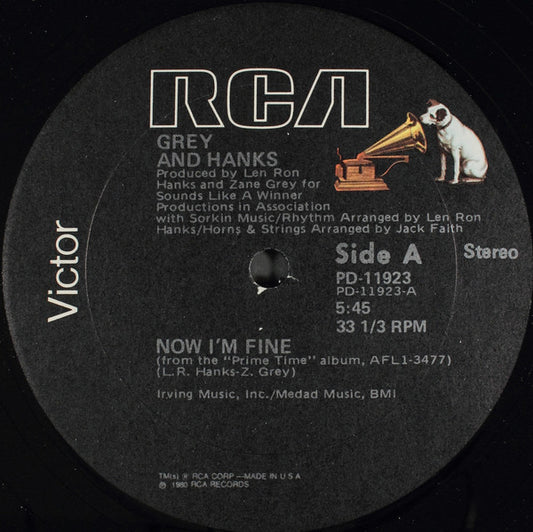 RCA
GREY
AND HANKS
Produced by Len Ron
Hanks and Zane Grey for
Sounds Like A Winner
Productions in Association
with Sorkin Music/Rhythm Arranged by Len Ron
Hanks/Horns & Strings Arranged by Jack Faith
Victor
Side A
Stereo
PD-11923
PD-11923-A
5:45
33 1/3 RPM
NOW I'M FINE
(from the "Prime Time" album, AFL1-3477)
(L.R. Hanks-Z. Grey)
Irving Music, Inc./Medad Music, BMI
TM(s) ® RCA CORP —MADE IN U S A
℗ 1980 RCA RECORDS